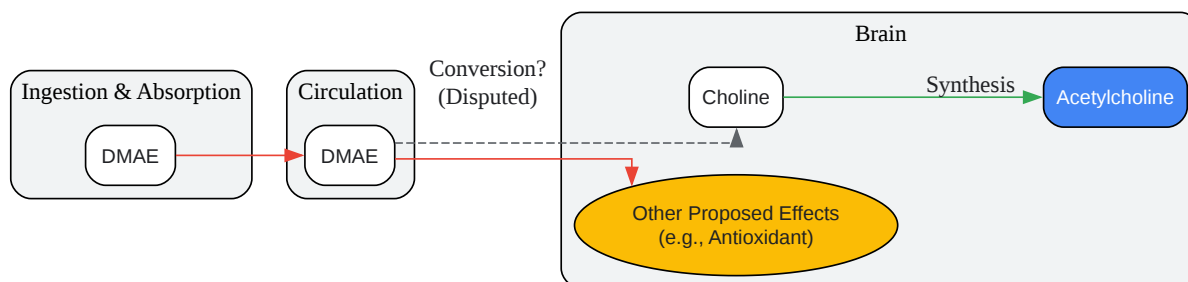 Brain
Ingestion & Absorption
Circulation
Conversion?
(Disputed)
DMAE
DMAE
Choline
Synthesis
Acetylcholine
Other Proposed Effects
(e.g., Antioxidant)